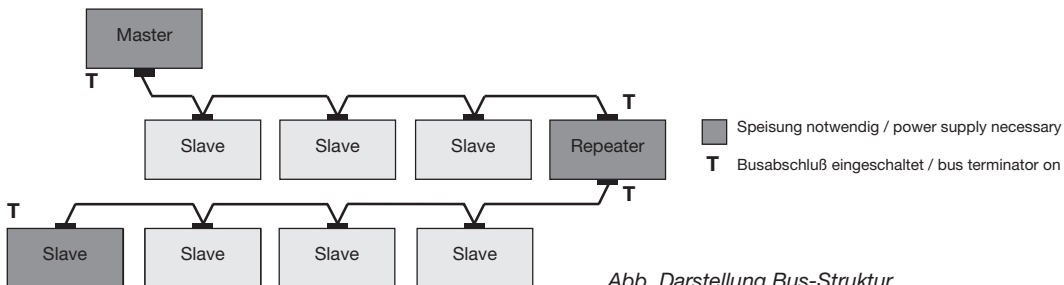 Master
T
T
Slave Slave Slave Repeater
Speisung notwendig / power supply necessary
T Busabschluß eingeschaltet / bus terminator on
T
T
Slave Slave Slave Slave
Abb. Darstellung Bus-Struktur